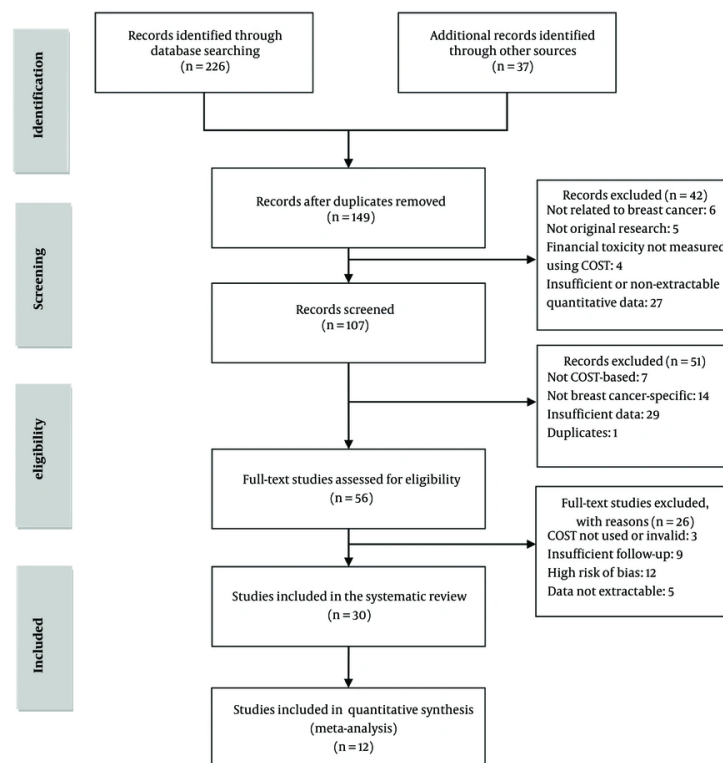 Identification
Records identified through
database searching
(n = 226)
Additional records identified
through other sources
(n = 37)
Records after duplicates removed
(n = 149)
Records excluded (n = 42)
Not related to breast cancer: 6
Not original research: 5
Financial toxicity not measured
using COST: 4
Insufficient or non-extractable
quantitative data: 27
Screening
Records screened
(n = 107)
Records excluded (n = 51)
Not COST-based: 7
Not breast cancer-specific: 14
Insufficient data: 29
Duplicates: 1
eligibility
Full-text studies assessed for eligibility
(n = 56)
Full-text studies excluded,
with reasons (n = 26)
COST not used or invalid: 3
Insufficient follow-up: 9
High risk of bias: 12
Data not extractable: 5
Included
Studies included in the systematic review
(n = 30)
Studies included in quantitative synthesis
(meta-analysis)
(n = 12)